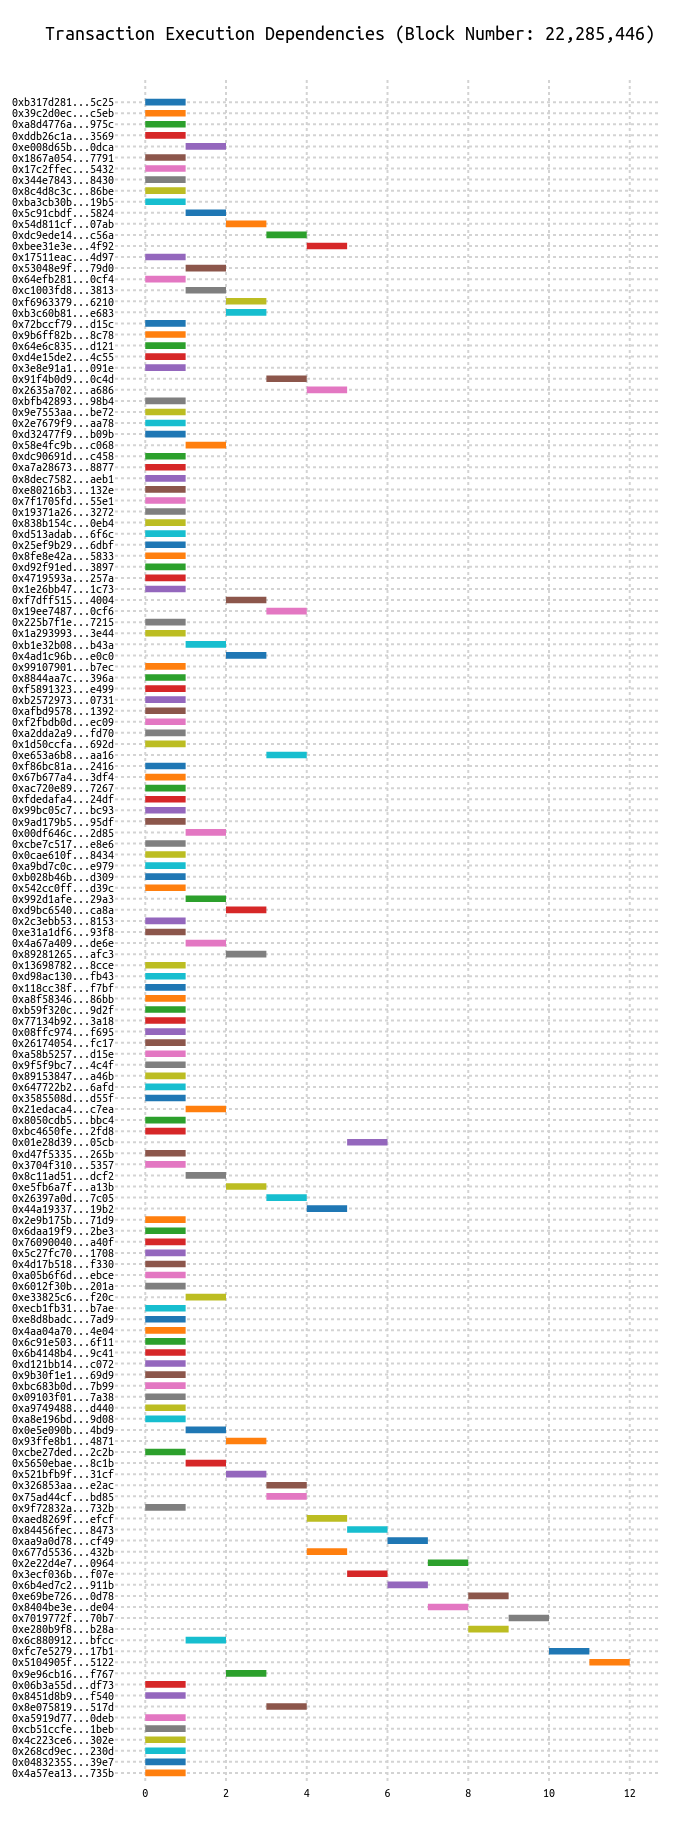 Transaction Execution Dependencies (Block Number: 22,285,446)
0xb317d281...5c25
0x39c2d0ec...c5eb
0xa8d4776a...975c
0xddb26c1a...3569
0xe008d65b...0dca
0x1867a054...7791
0x17c2ffec...5432
0x344e7843...8430
0x8c4d8c3c...86be
0xba3cb30b...19b5
0x5c91cbdf...5824
0x54d811cf...07ab
0xdc9ede14...c56a
0xbee31e3e...4f92
0x17511eac...4d97
0x53048e9f...79d0
0x64efb281...0cf4
0xc1003fd8...3813
0xf6963379...6210
0xb3c60b81...e683
0x72bccf79...d15c
0x9b6ff82b...8c78
0x64e6c835...d121
0xd4e15de2...4c55
0x3e8e91a1...091e
0x91f4b0d9...0c4d
0x2635a702...a686
0xbfb42893...98b4
0x9e7553aa...be72
0x2e7679f9...aa78
0xd32477f9...b09b
0x58e4fc9b...c068
0xdc90691d...c458
0xa7a28673...8877
0x8dec7582...aeb1
0xe80216b3...132e
0x7f1705fd...55e1
0x19371a26...3272
0x838b154c...0eb4
0xd513adab...6f6c
0x25ef9b29...6dbf
0x8fe8e42a...5833
0xd92f91ed...3897
0x4719593a...257a
0x1e26bb47...1c73
0xf7dff515...4004
0x19ee7487...0cf6
0x225b7f1e...7215
0x1a293993...3e44
0xb1e32b08...b43a
0x4ad1c96b...e0c0
0x99107901...b7ec
0x8844aa7c...396a
0xf5891323...e499
0xb2572973...0731
0xafbd9578...1392
0xf2fbdb0d...ec09
0xa2dda2a9...fd70
0x1d50ccfa...692d
0xe653a6b8...aa16
0xf86bc81a...2416
0x67b677a4...3df4
0xac720e89...7267
0xfdedafa4...24df
0x99bc05c7...bc93
0x9ad179b5...95df
0x00df646c...2d85
0xcbe7c517...e8e6
0x0cae610f...8434
0xa9bd7c0c...e979
0xb028b46b...d309
0x542cc0ff...d39c
0x992d1afe...29a3
0xd9bc6540...ca8a
0x2c3ebb53...8153
0xe31a1df6...93f8
0x4a67a409...de6e
0x89281265...afc3
0x13698782...8cce
0xd98ac130...fb43
0x118cc38f...f7bf
0xa8f58346...86bb
0xb59f320c...9d2f
0x77134b92...3a18
0x08ffc974...f695
0x26174054...fc17
0xa58b5257...d15e
0x9f5f9bc7...4c4f
0x89153847...a46b
0x647722b2...6afd
0x3585508d...d55f
0x21edaca4...c7ea
0x8050cdb5...bbc4
0xbc4650fe...2fd8
0x01e28d39...05cb
0xd47f5335...265b
0x3704f310...5357
0x8c11ad51...dcf2
0xe5fb6a7f...a13b
0x26397a0d...7c05
0x44a19337...19b2
0x2e9b175b...71d9
0x6daa19f9...2be3
0x76090040...a40f
0x5c27fc70...1708
0x4d17b518...f330
0xa05b6f6d...ebce
0x6012f30b...201a
0xe33825c6...f20c
0xecb1fb31...b7ae
0xe8d8badc...7ad9
0x4aa04a70...4e04
0x6c91e503...6f11
0x6b4148b4...9c41
0xd121bb14...c072
0x9b30f1e1...69d9
0xbc683b0d...7b99
0x09103f01...7a38
0xa9749488...d440
0xa8e196bd...9d08
0x0e5e090b...4bd9
0x93ffe8b1...4871
0xcbe27ded...2c2b
0x5650ebae...8c1b
0x521bfb9f...31cf
0x326853aa...e2ac
0x75ad44cf...bd85
0x9f72832a...732b
0xaed8269f...efcf
0x84456fec...8473
0xaa9a0d78...cf49
0x677d5536...432b
0x2e22d4e7...0964
0x3ecf036b...f07e
0x6b4ed7c2...911b
0xe69be726...0d78
0x8404be3e...de04
0x7019772f...70b7
0xe280b9f8...b28a
0x6c880912...bfcc
0xfc7e5279...17b1
0x5104905f...5122
0x9e96cb16...f767
0x06b3a55d...df73
0x8451d8b9...f540
0x8e075819...517d
0xa5919d77...0deb
0xcb51ccfe...1beb
0x4c223ce6...302e
0x268cd9ec...230d
0x04832355...39e7
0x4a57ea13...735b
0 2 4 6 8 10 12